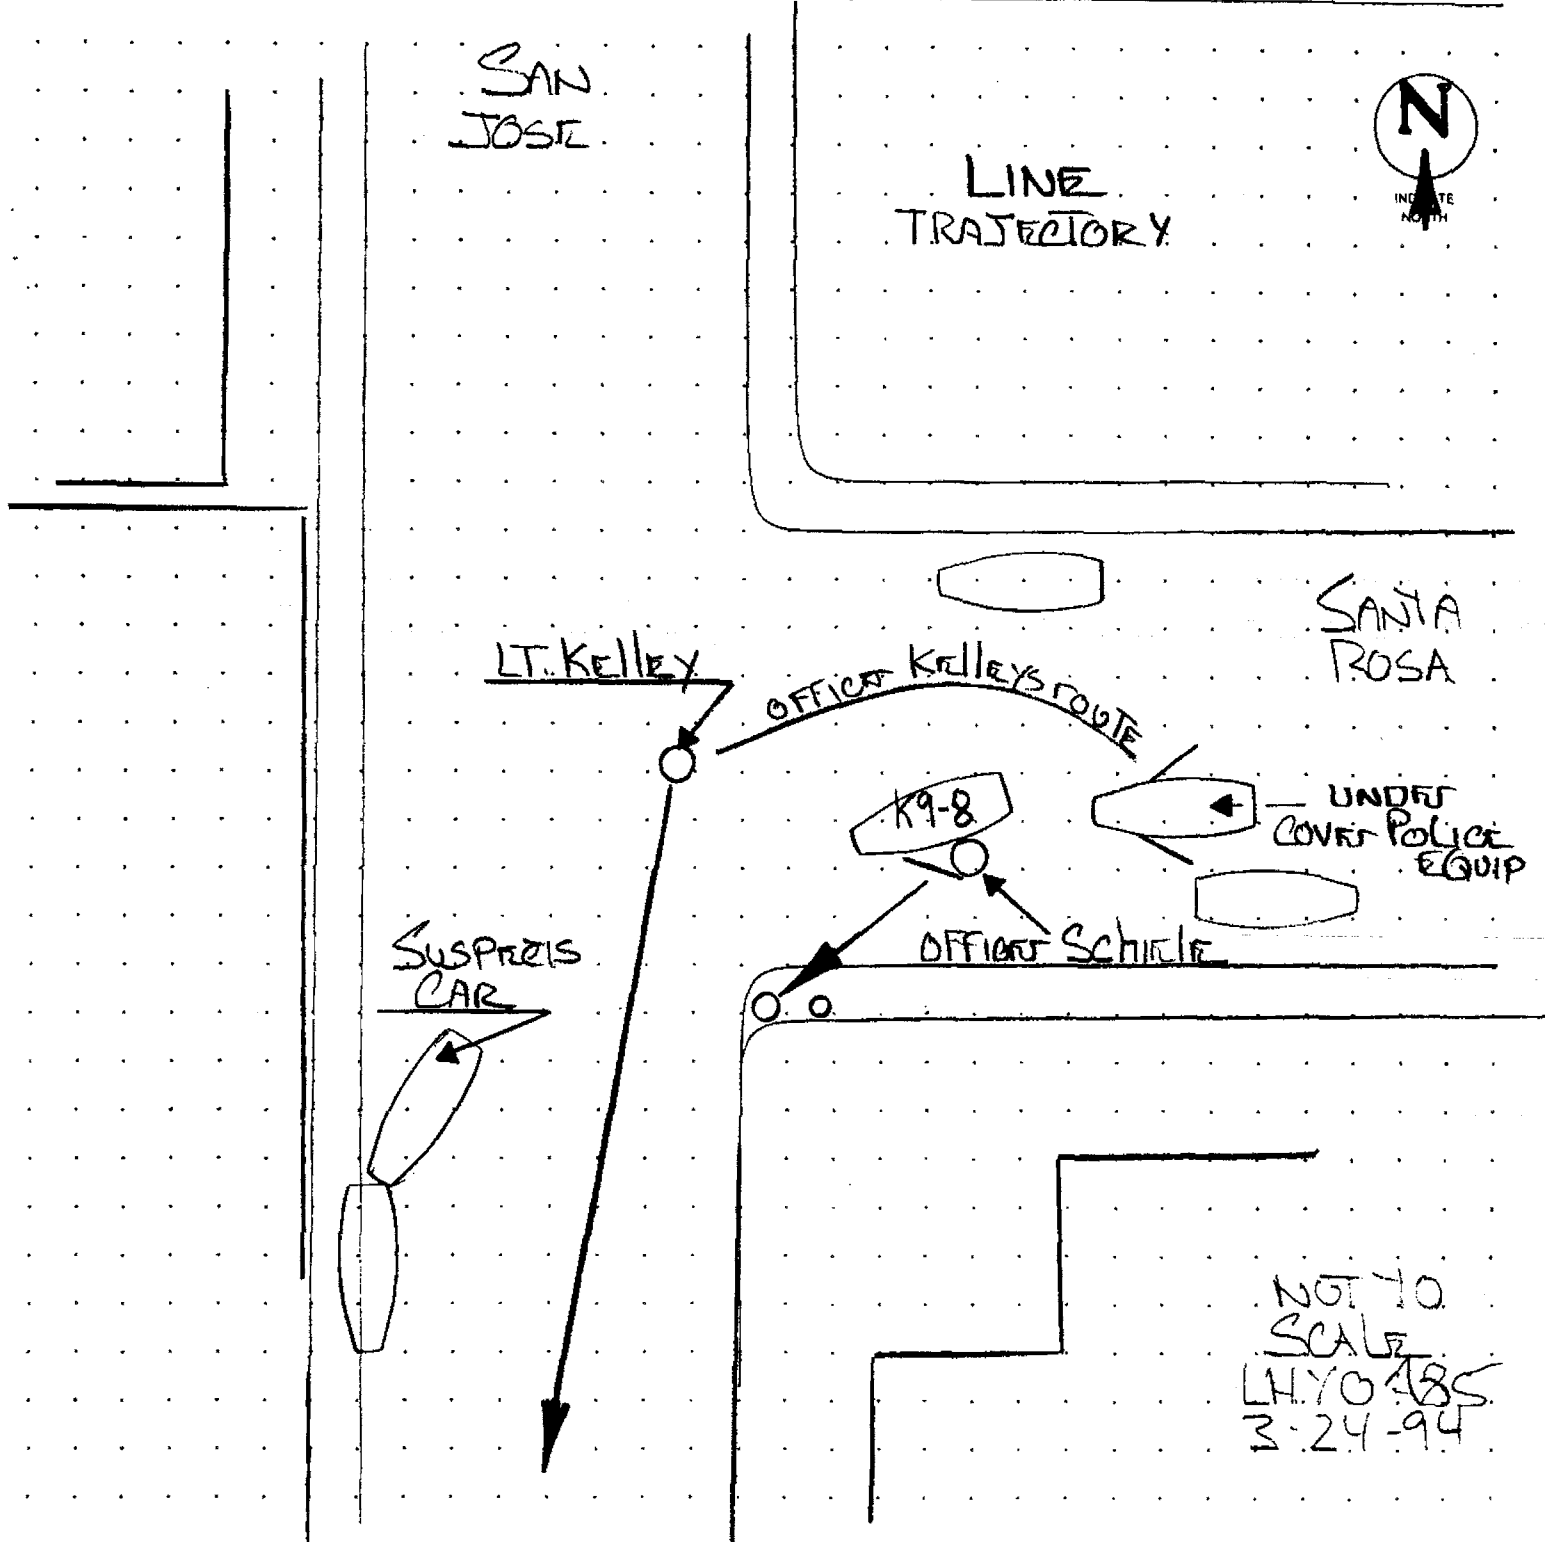 SAN
JOSE
N
INDICATE
NORTH
LINE
TRAJECTORY
SANTA
ROSA
LT. KELLEY
OFFICER KELLEYS ROUTE
K9-8
UNDER
COVER POLICE
EQUIP
OFFICER SCHIELE
SUSPECTS
CAR
NOT TO
SCALE
3-24-94